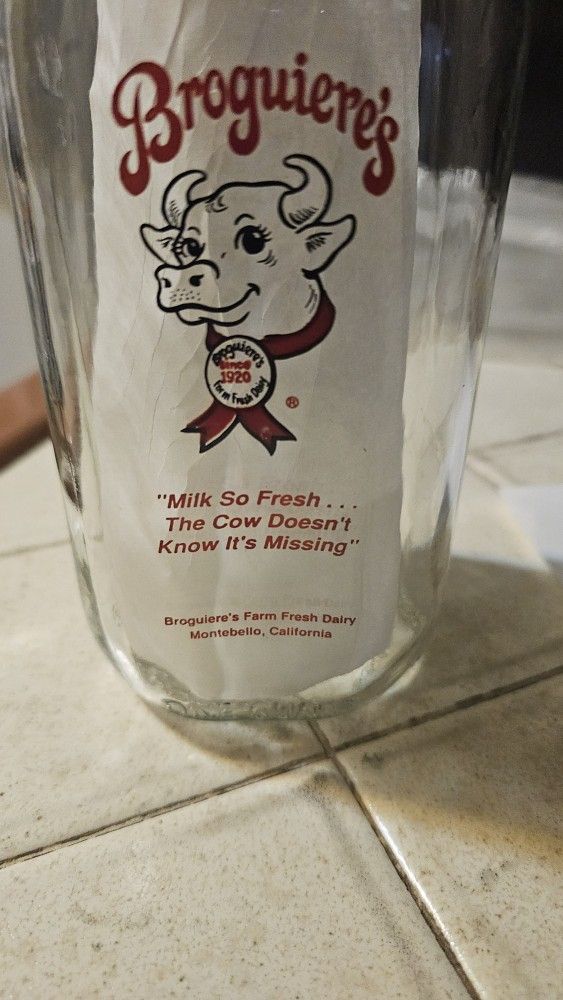 Broguiere's
Broguiere's
Since
1920
Farm Fresh Dairy
®
"Milk So Fresh . . .
The Cow Doesn't
Know It's Missing"
Broguiere's Farm Fresh Dairy
Montebello, California